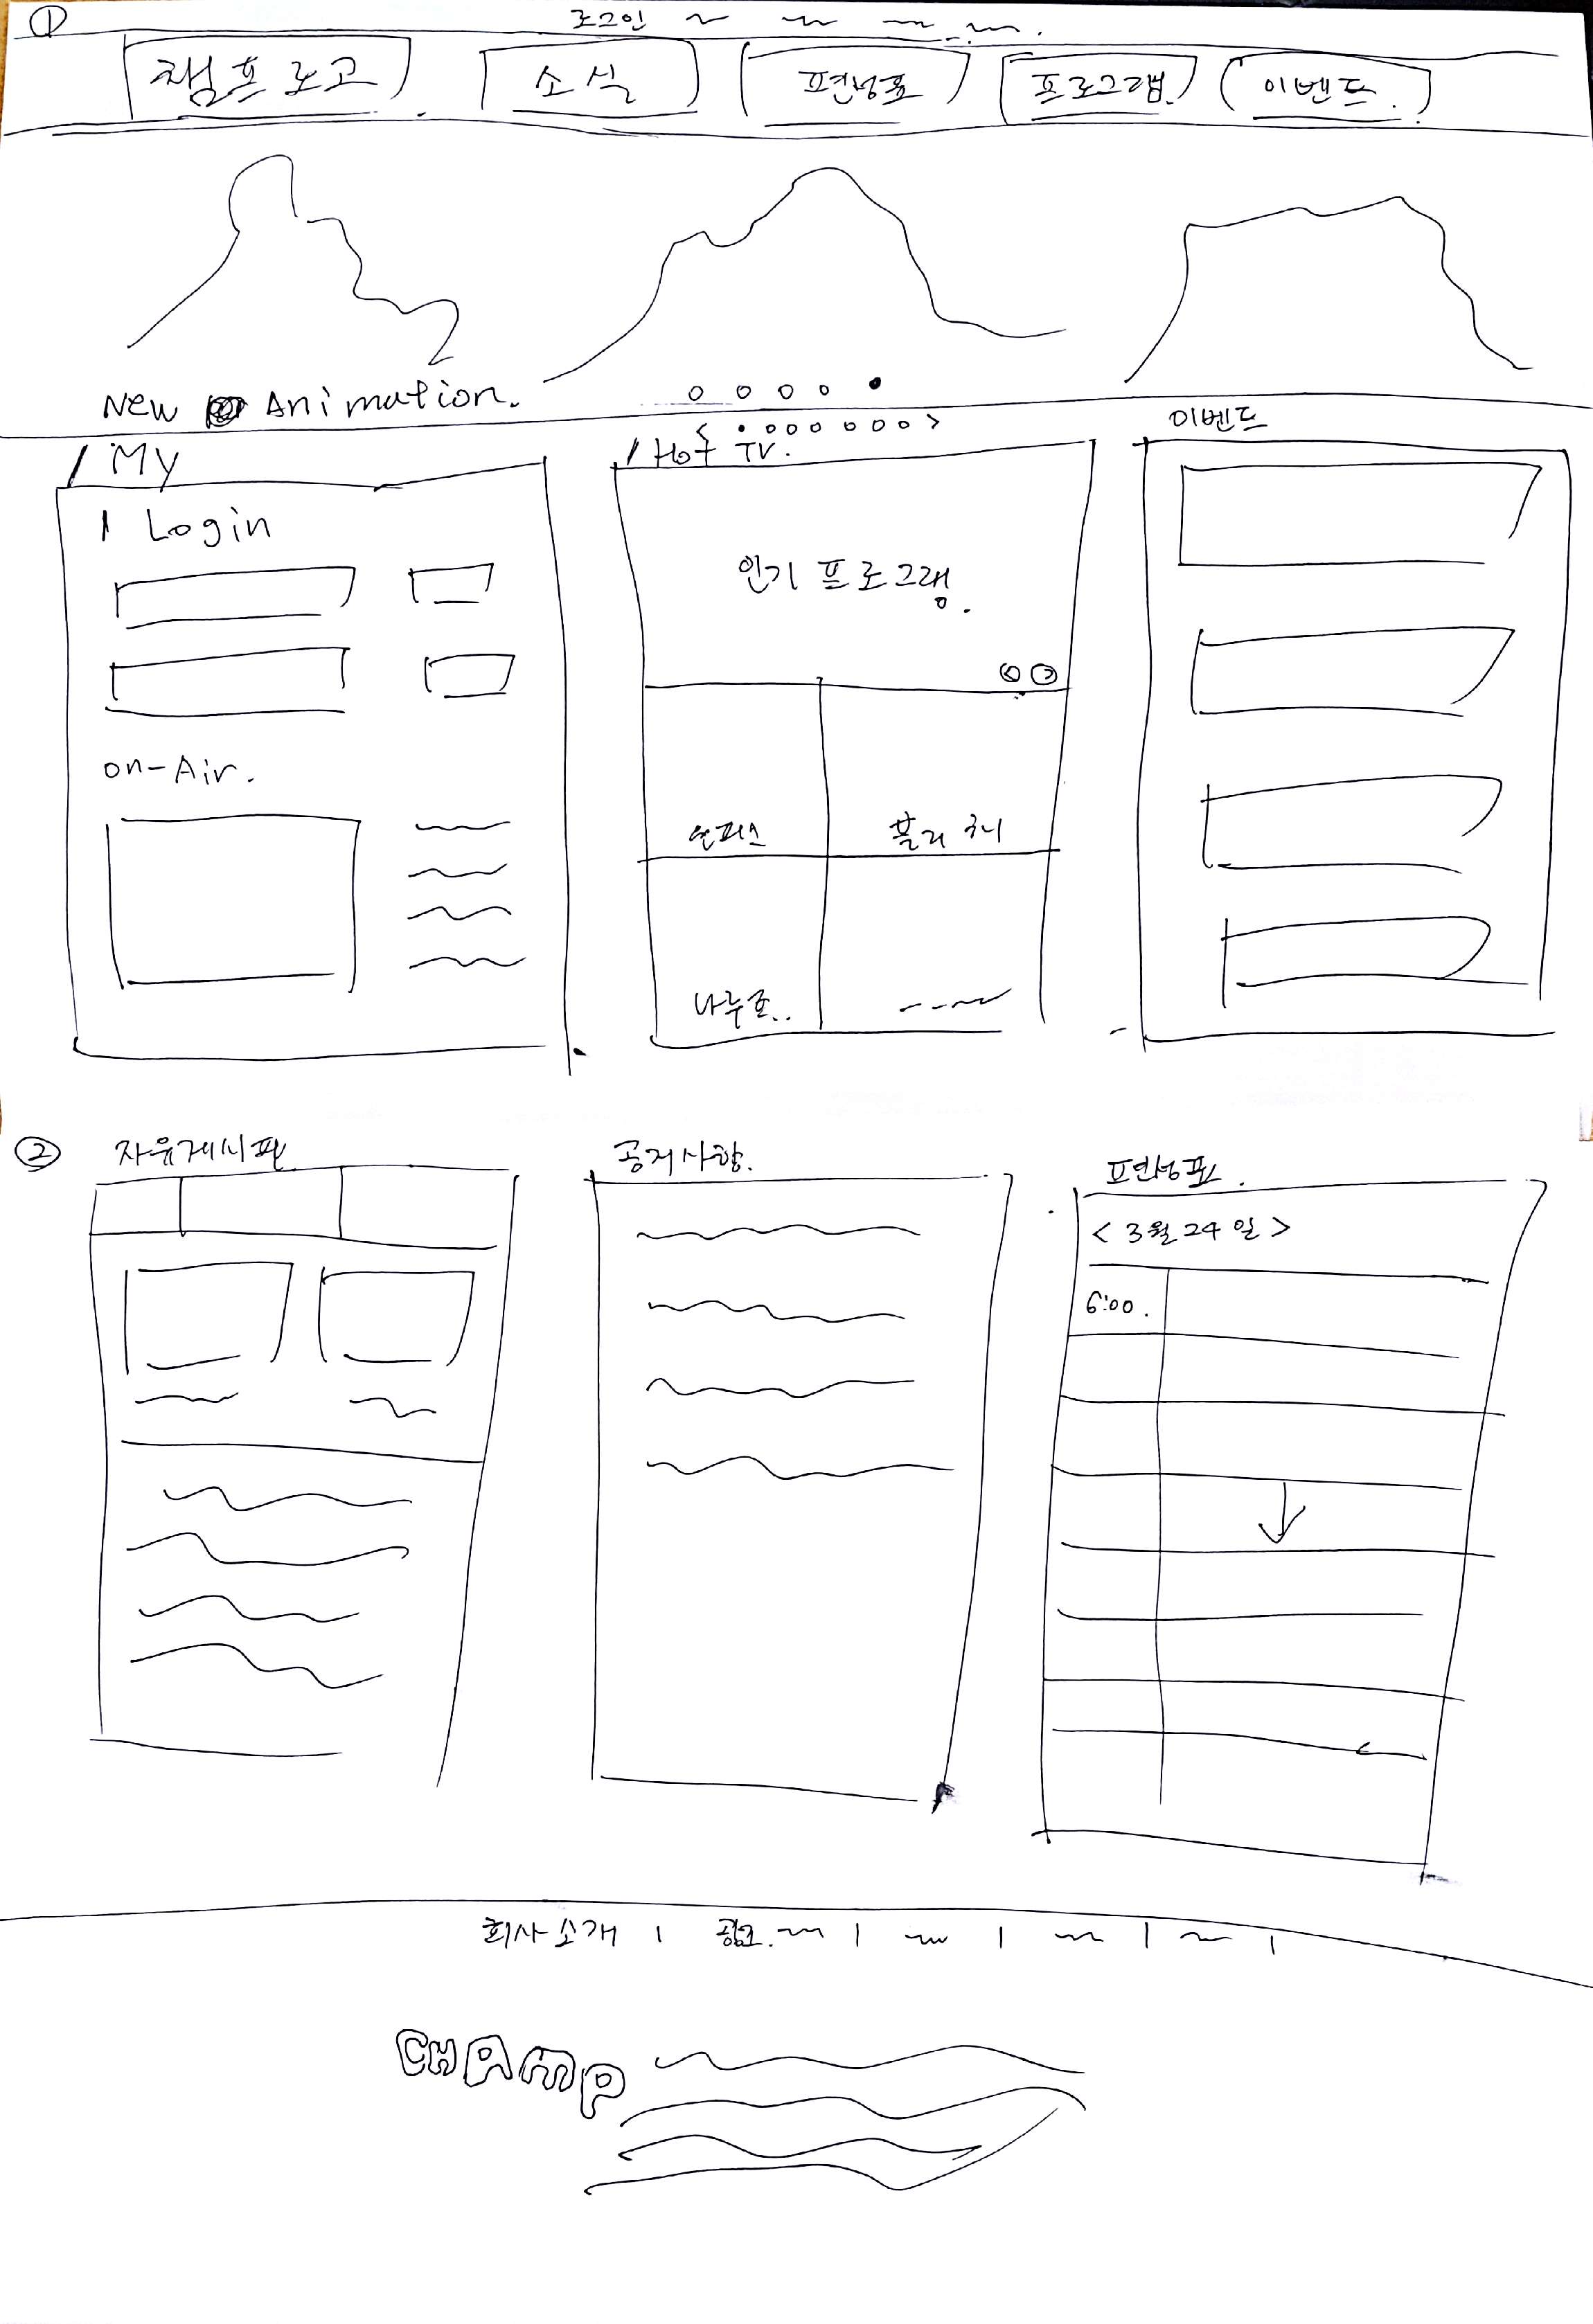 ①
로그인
챔프로고 소식 편성표 프로그램 이벤트
New Animation.
/ My
/ Hot TV.
이벤트
Login
인기 프로그램.
on-Air.
원피스
나루토..
② 자유게시판
공지사항.
편성표.
< 3월 24일 >
6:00.
회사소개 |
CHAMP